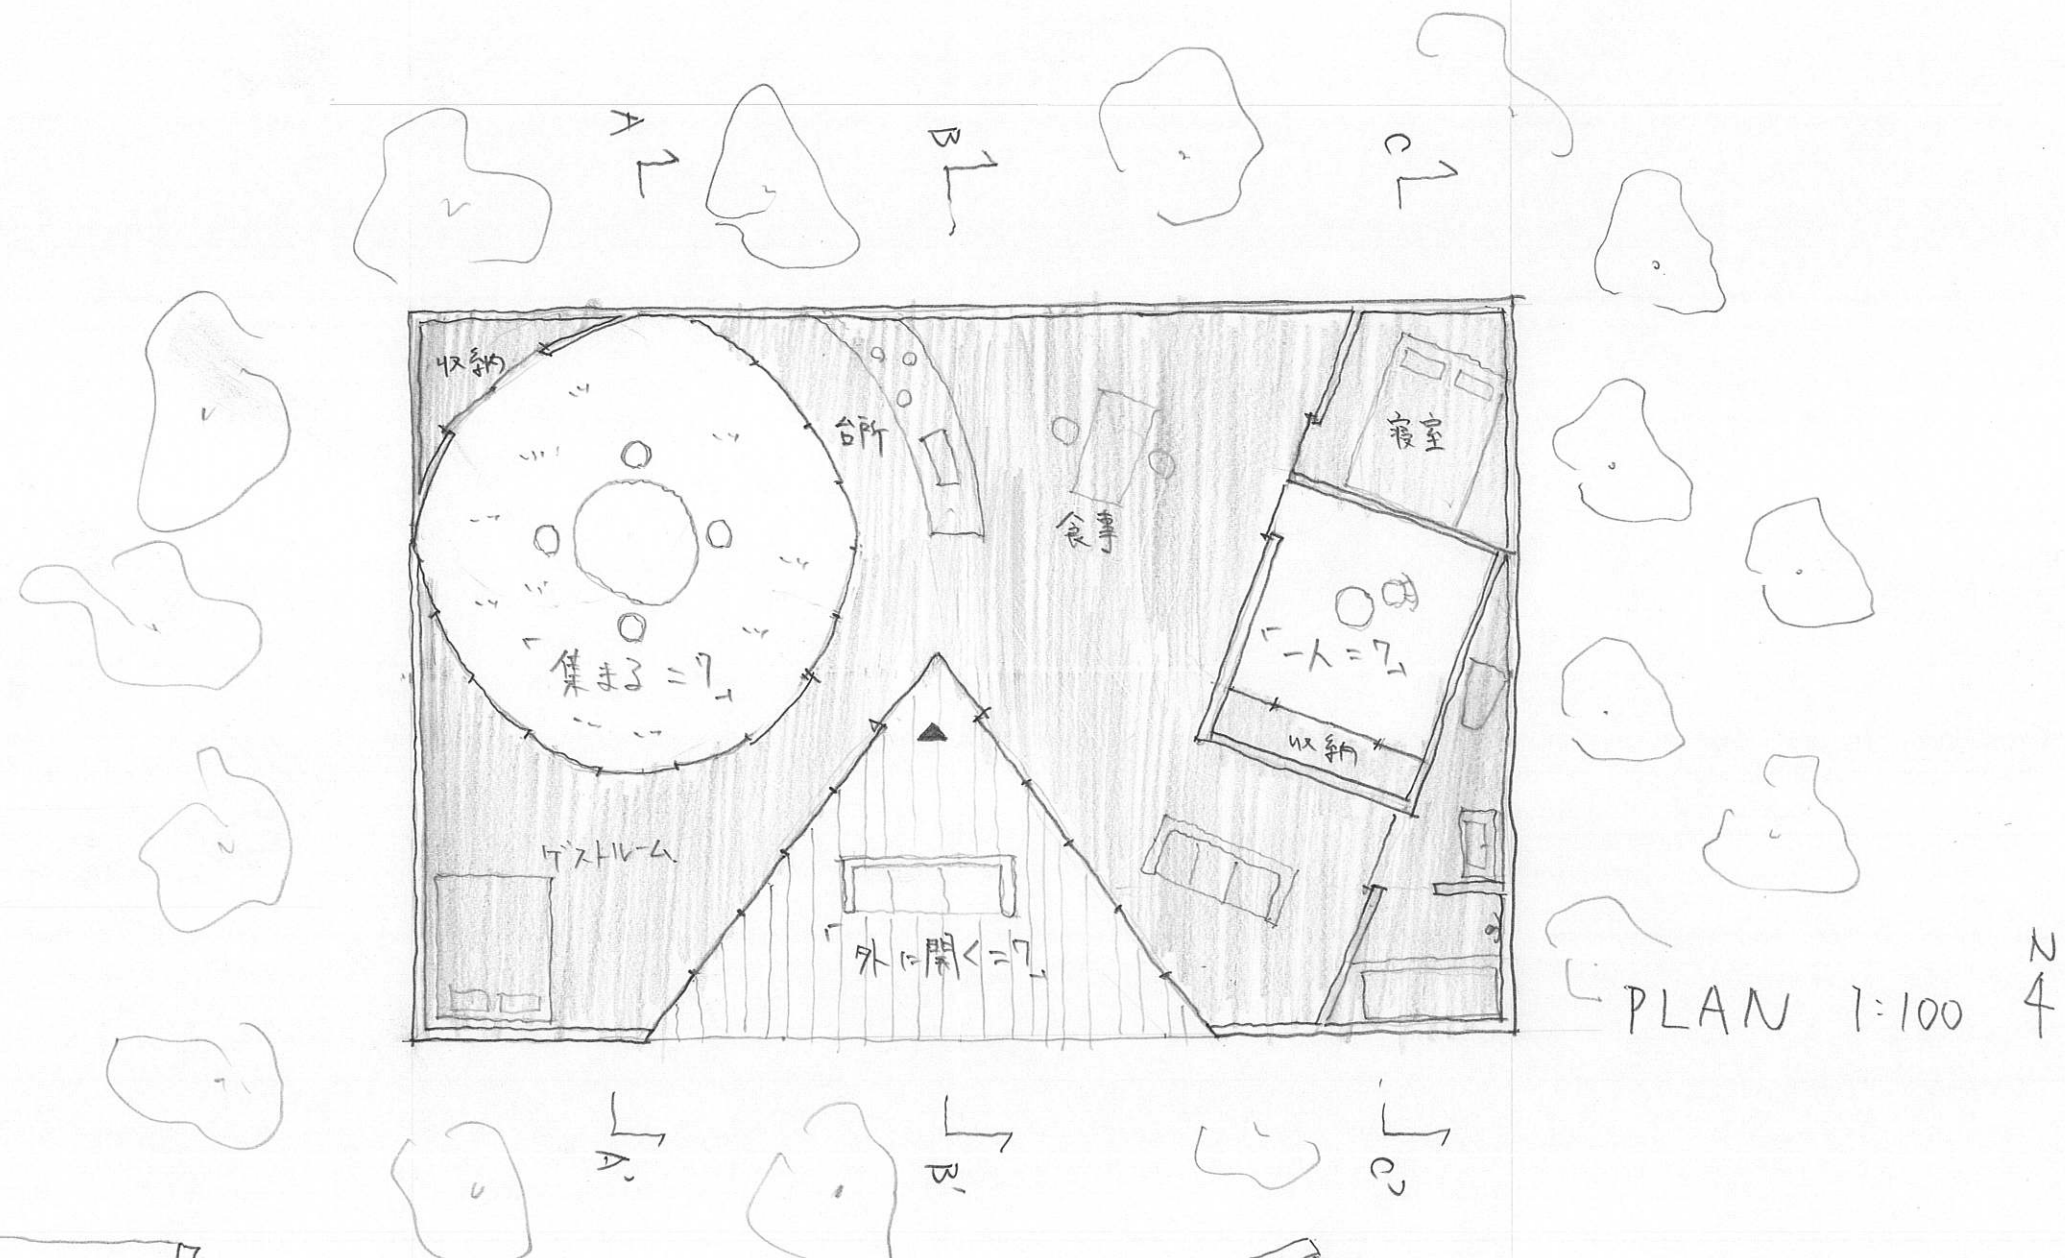 A
B
C
収納
台所
寝室
食事
「集まるニワ」
「一人ニワ」
収納
ゲストルーム
「外に開くニワ」
N
PLAN 1:100
A'
B'
C'